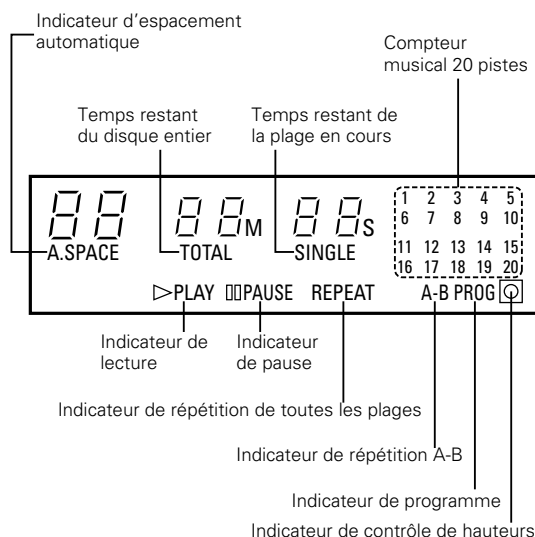 Indicateur d'espacement
automatique
Compteur
musical 20 pistes
Temps restant
du disque entier
Temps restant de
la plage en cours
88 88M 88S
1 2 3 4 5
6 7 8 9 10
11 12 13 14 15
16 17 18 19 20
A.SPACE TOTAL SINGLE
PLAY PAUSE REPEAT A-B PROG
Indicateur de
lecture
Indicateur
de pause
Indicateur de répétition de toutes les plages
Indicateur de répétition A-B
Indicateur de programme
Indicateur de contrôle de hauteurs